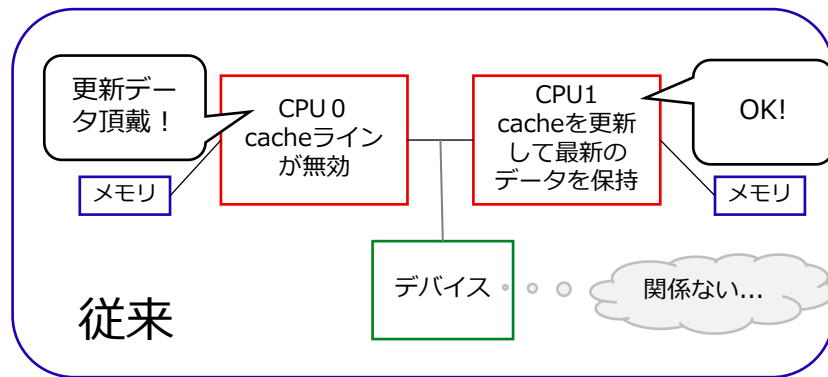 更新デー
タ頂戴！
CPU０
cacheライン
が無効
CPU1
cacheを更新
して最新の
データを保持
OK!
メモリ
メモリ
デバイス
関係ない...
従来